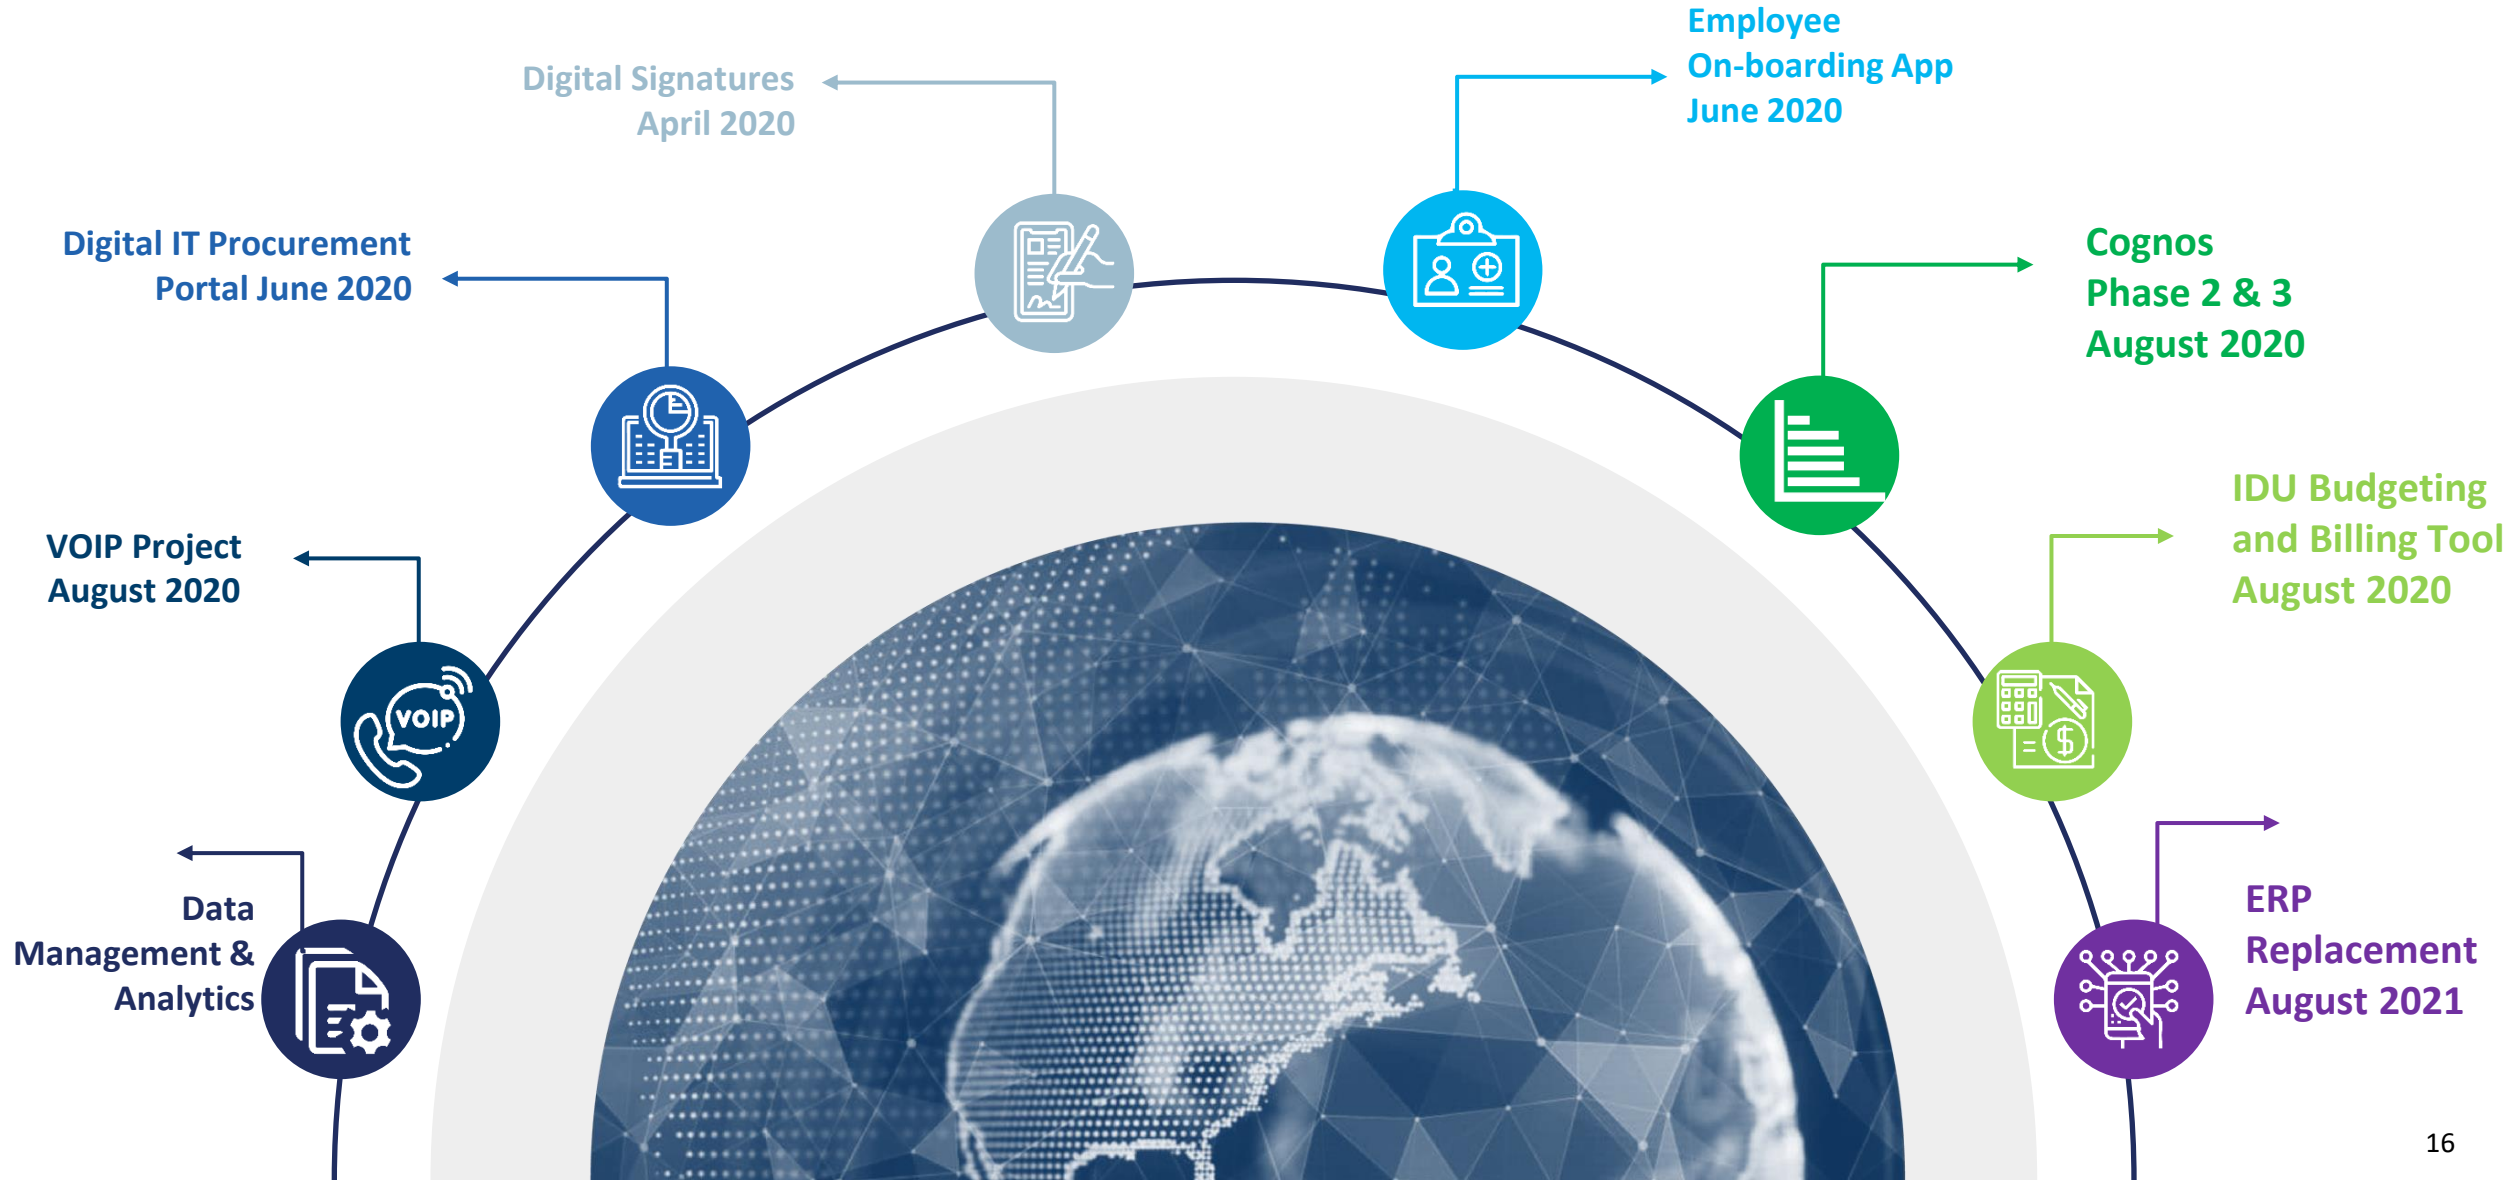 Employee
On-boarding App
June 2020
Digital Signatures
April 2020
Digital IT Procurement
Portal June 2020
Cognos
Phase 2 & 3
August 2020
VOIP Project
August 2020
IDU Budgeting
and Billing Tool
August 2020
VOIP
Data
Management &
Analytics
ERP
Replacement
August 2021
16